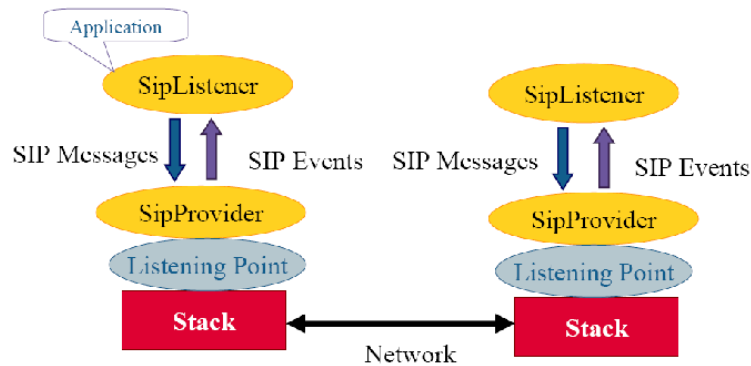 Application
SipListener
SipListener
SIP Messages
SIP Events
SIP Messages
SIP Events
SipProvider
SipProvider
Listening Point
Listening Point
Stack
Stack
Network